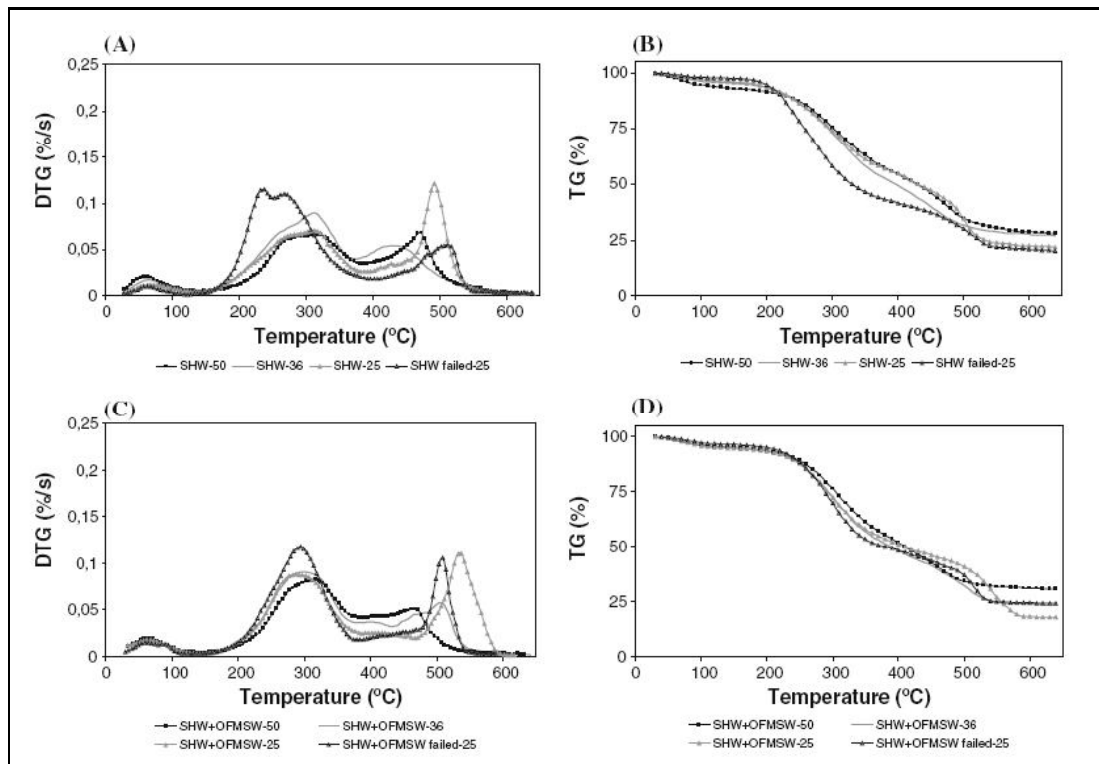 (A)
0,25
0,2
0,15
0,1
0,05
0
DTG (%/s)
0 100 200 300 400 500 600
Temperature (ºC)
SHW-50 SHW-36 SHW-25 SHW failed-25
(B)
100
75
50
25
0
TG (%)
0 100 200 300 400 500 600
Temperature (ºC)
SHW-50 SHW-36 SHW-25 SHW failed-25
(C)
0,25
0,2
0,15
0,1
0,05
0
DTG (%/s)
0 100 200 300 400 500 600
Temperature (ºC)
SHW+OFMSW-50 SHW+OFMSW-36
SHW+OFMSW-25 SHW+OFMSW failed-25
(D)
100
75
50
25
0
TG (%)
0 100 200 300 400 500 600
Temperature (ºC)
SHW+OFMSW-50 SHW+OFMSW-36
SHW+OFMSW-25 SHW+OFMSW failed-25